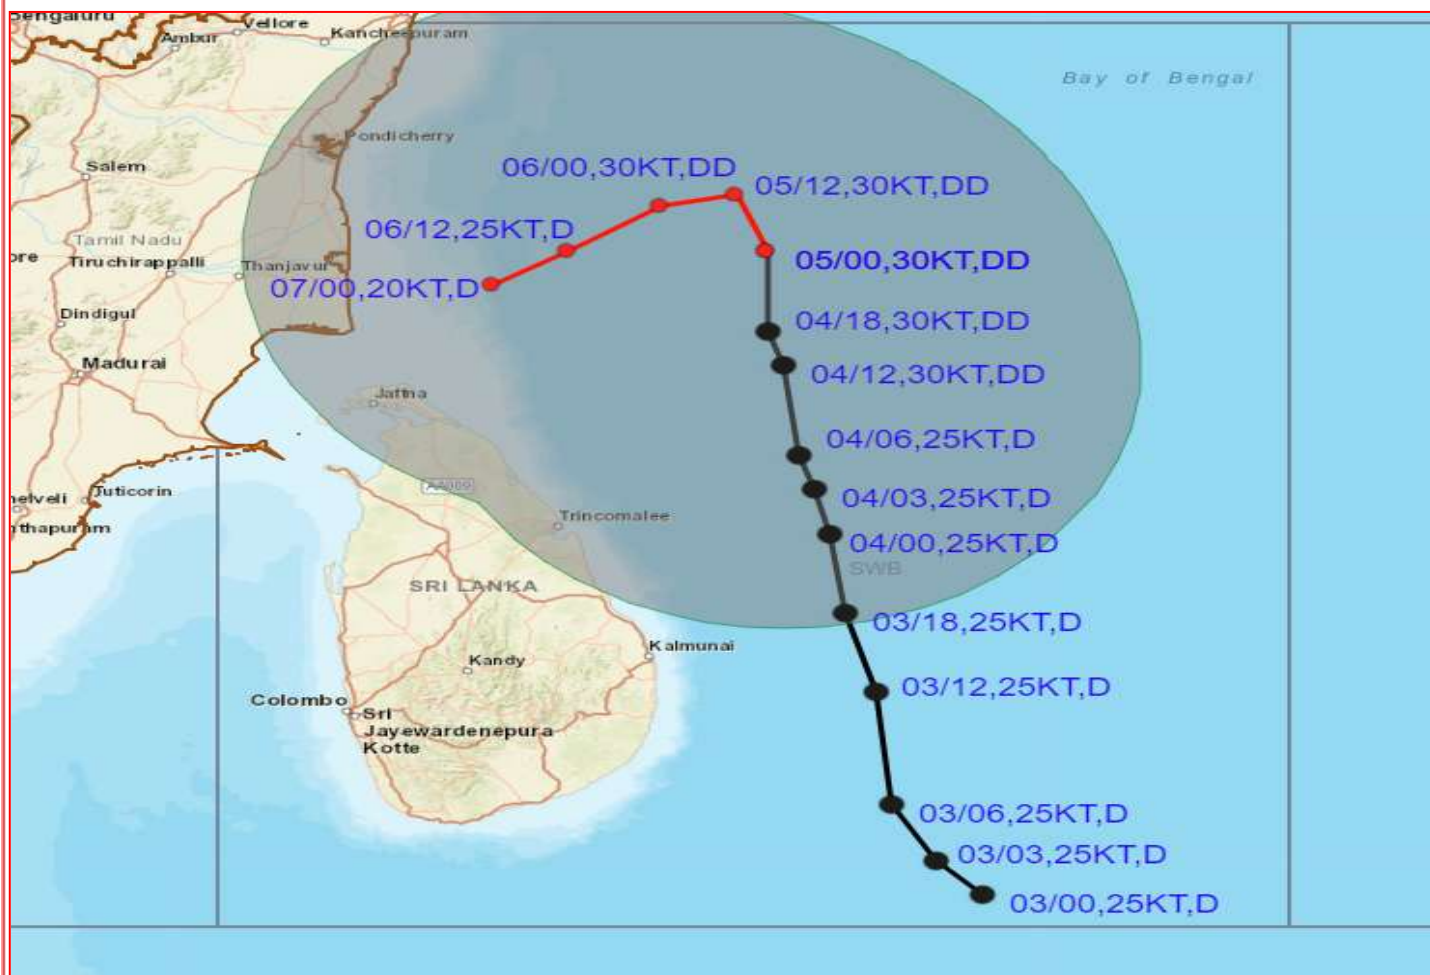 Bengaluru
Vellore
Ambur
Kancheepuram
Bay of Bengal
Pondicherry
Salem
06/00,30KT,DD
05/12,30KT,DD
06/12,25KT,D
Tamil Nadu
ore
Tiruchirappalli
Thanjavur
05/00,30KT,DD
07/00,20KT,D
Dindigul
04/18,30KT,DD
Madurai
04/12,30KT,DD
Jaffna
04/06,25KT,D
AA009
nelveli
Tuticorin
04/03,25KT,D
nthapuram
Trincomalee
04/00,25KT,D
SWB
SRI LANKA
03/18,25KT,D
Kalmunai
Kandy
03/12,25KT,D
Colombo
Sri
Jayewardenepura
Kotte
03/06,25KT,D
03/03,25KT,D
03/00,25KT,D